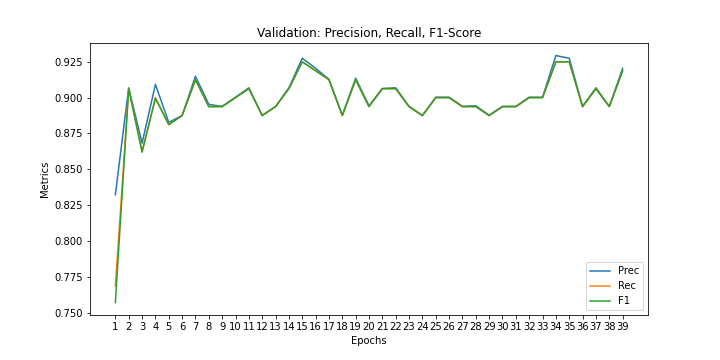 Validation: Precision, Recall, F1-Score
0.925
0.900
0.875
0.850
0.825
0.800
0.775
0.750
Metrics
Prec
Rec
F1
1 2 3 4 5 6 7 8 9 10 11 12 13 14 15 16 17 18 19 20 21 22 23 24 25 26 27 28 29 30 31 32 33 34 35 36 37 38 39
Epochs